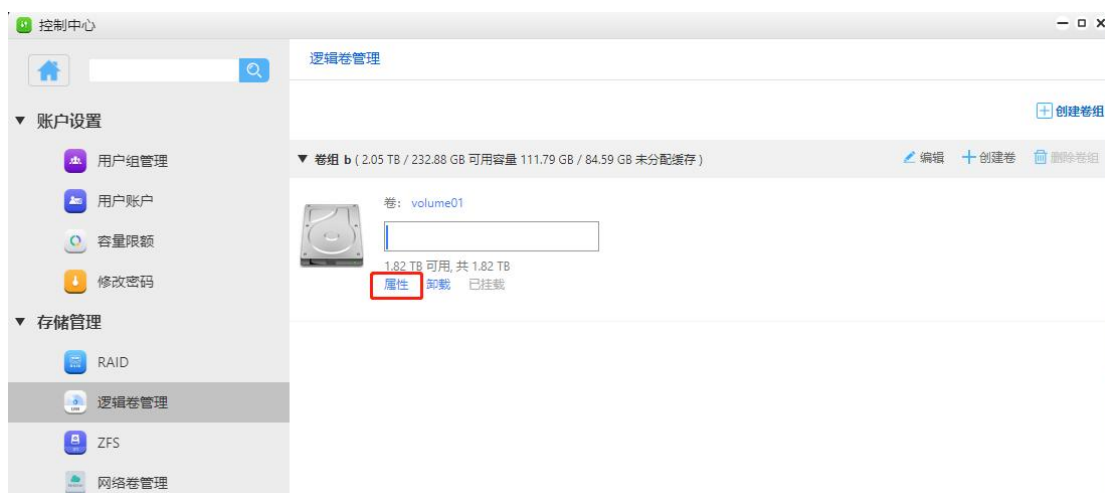 控制中心
逻辑卷管理
创建卷组
账户设置
用户组管理
用户账户
容量限额
修改密码
存储管理
RAID
逻辑卷管理
ZFS
网络卷管理
卷组 b ( 2.05 TB / 232.88 GB 可用容量 111.79 GB / 84.59 GB 未分配缓存 )
编辑 创建卷 删除卷组
卷: volume01
1.82 TB 可用, 共 1.82 TB
属性 卸载 已挂载